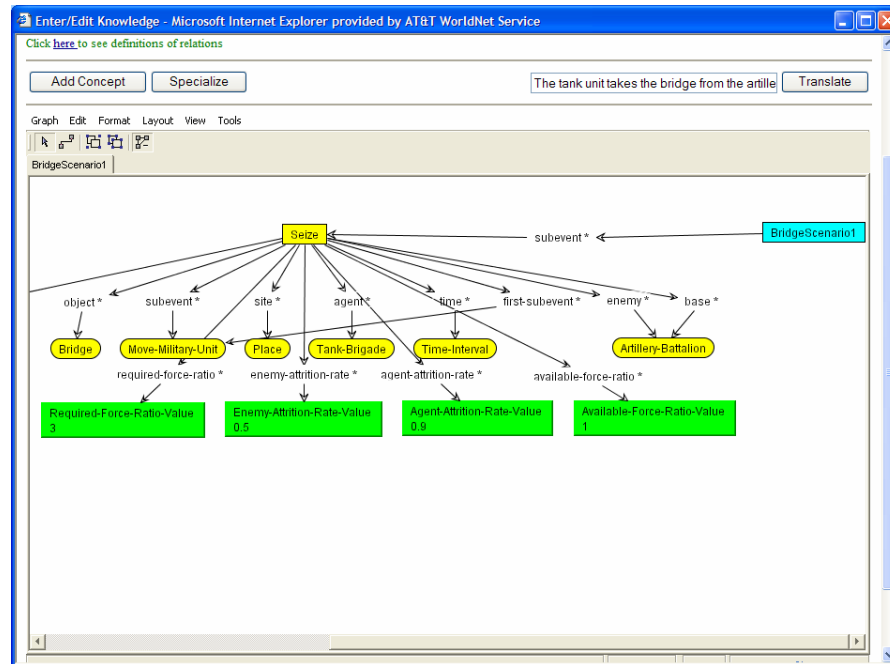 Enter/Edit Knowledge - Microsoft Internet Explorer provided by AT&T WorldNet Service
Click here to see definitions of relations
Add Concept Specialize The tank unit takes the bridge from the artille Translate
Graph Edit Format Layout View Tools
BridgeScenario1
Seize subevent * BridgeScenario1
object * subevent * site * agent* time * first-subevent * enemy* base *
Bridge Move-Military-Unit Place Tank-Brigade Time-Interval Artillery-Battalion
required-force-ratio * enemy-attrition-rate * agent-attrition-rate * available-force-ratio *
Required-Force-Ratio-Value Enemy-Attrition-Rate-Value Agent-Attrition-Rate-Value Available-Force-Ratio-Value
3 0.5 0.9 1